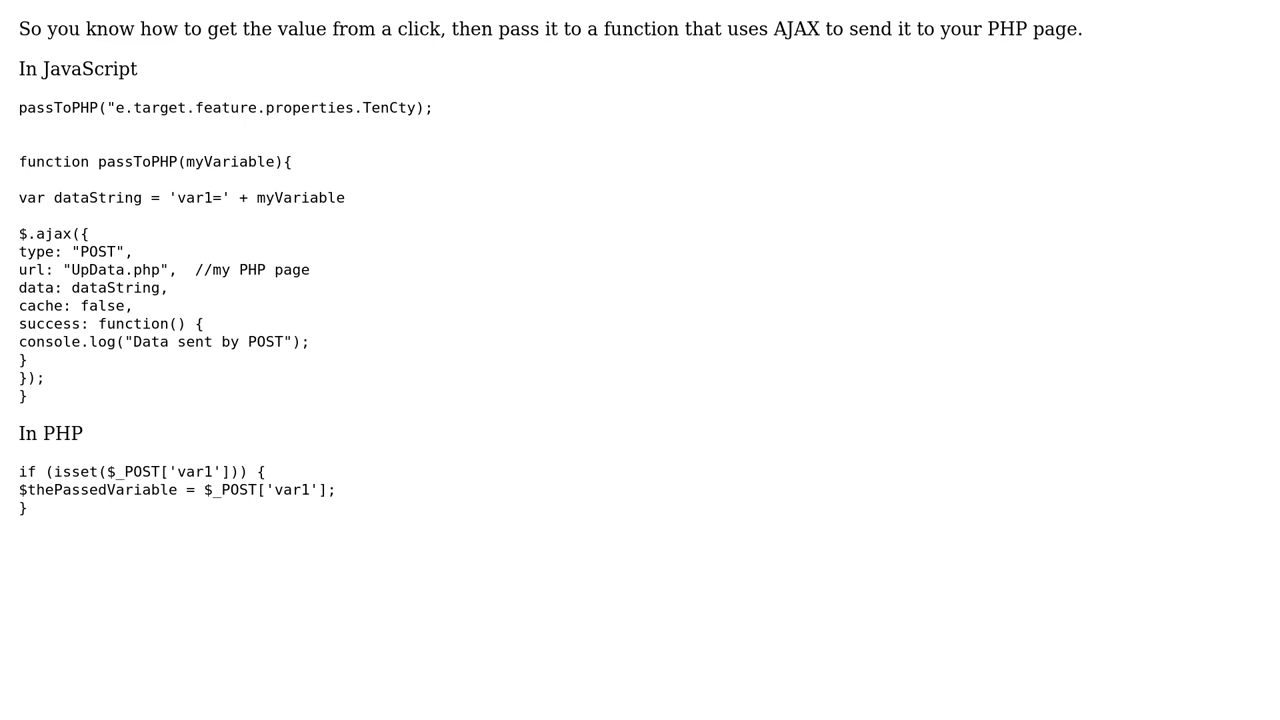 So you know how to get the value from a click, then pass it to a function that uses AJAX to send it to your PHP page.
In JavaScript
passToPHP("e.target.feature.properties.TenCty);
function passToPHP(myVariable){
var dataString = 'var1=' + myVariable
$.ajax({
type: "POST",
url: "UpData.php",  //my PHP page
data: dataString,
cache: false,
success: function() {
console.log("Data sent by POST");
}
});
}
In PHP
if (isset($_POST['var1'])) {
$thePassedVariable = $_POST['var1'];
}